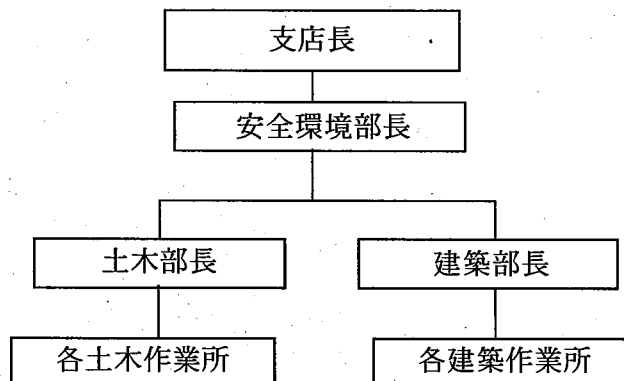 支店長
安全環境部長
土木部長
建築部長
各土木作業所
各建築作業所